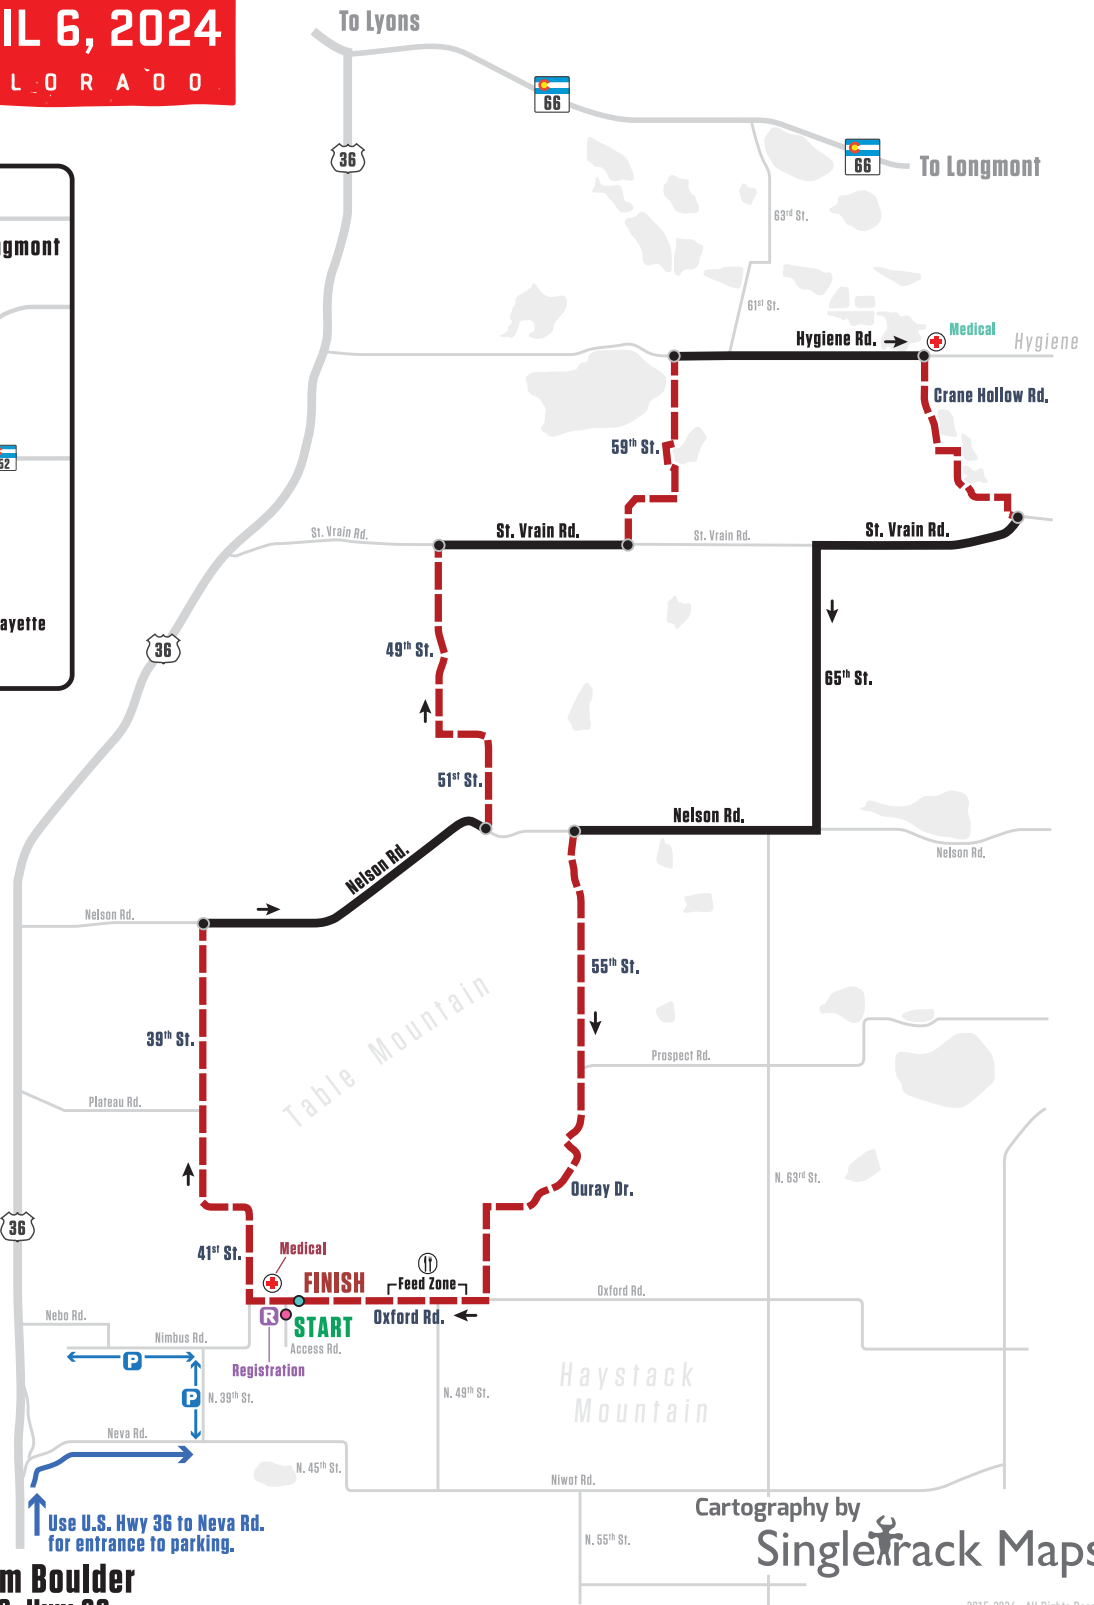 IL 6, 2024
LORADO
To Lyons
66
36
66
To Longmont
63rd St.
gmont
61st St.
Hygiene Rd.
Medical
Hygiene
Crane Hollow Rd.
59th St.
52
St. Vrain Rd.
St. Vrain Rd.
St. Vrain Rd.
St. Vrain Rd.
ayette
36
49th St.
65th St.
51st St.
Nelson Rd.
Nelson Rd.
Nelson Rd.
Nelson Rd.
55th St.
Table Mountain
39th St.
Prospect Rd.
Plateau Rd.
N. 63rd St.
Ouray Dr.
36
41st St.
Medical
FINISH
Feed Zone
Oxford Rd.
Nebo Rd.
R
START
Oxford Rd.
Nimbus Rd.
Access Rd.
P
Registration
Haystack
Mountain
P
N. 39th St.
N. 49th St.
Neva Rd.
N. 45th St.
Niwot Rd.
Use U.S. Hwy 36 to Neva Rd.
for entrance to parking.
N. 55th St.
Cartography by
Singletrack Maps
m Boulder